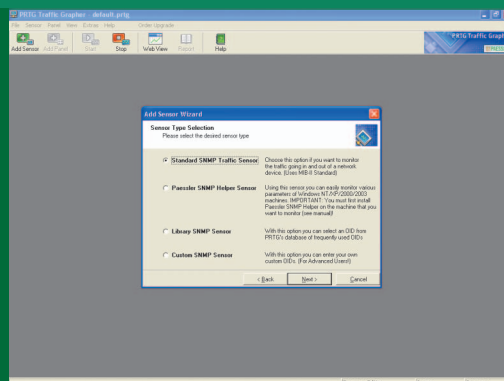 PRTG Traffic Grapher - default.prtg
File Sensor Panel View Extras Help Order Upgrade
Add Sensor Add Panel Start Stop Web View Report Help
PRTG Traffic Graph
Add Sensor Wizard
Sensor Type Selection
Please select the desired sensor type
Standard SNMP Traffic Sensor
Choose this option if you want to monitor
the traffic going in and out of a network
device. (Uses MIB-II Standard)
Paessler SNMP Helper Sensor
Using this sensor you can easily monitor various
parameters of Windows NT/XP/2000/2003
machines. IMPORTANT: You must first install
Paessler SNMP Helper on the machine that you
want to monitor (see manual)!
Library SNMP Sensor
With this option you can select an OID from
PRTG's database of frequently used OIDs
Custom SNMP Sensor
With this option you can enter your own
custom OIDs. (For Advanced Users!)
< Back Next > Cancel